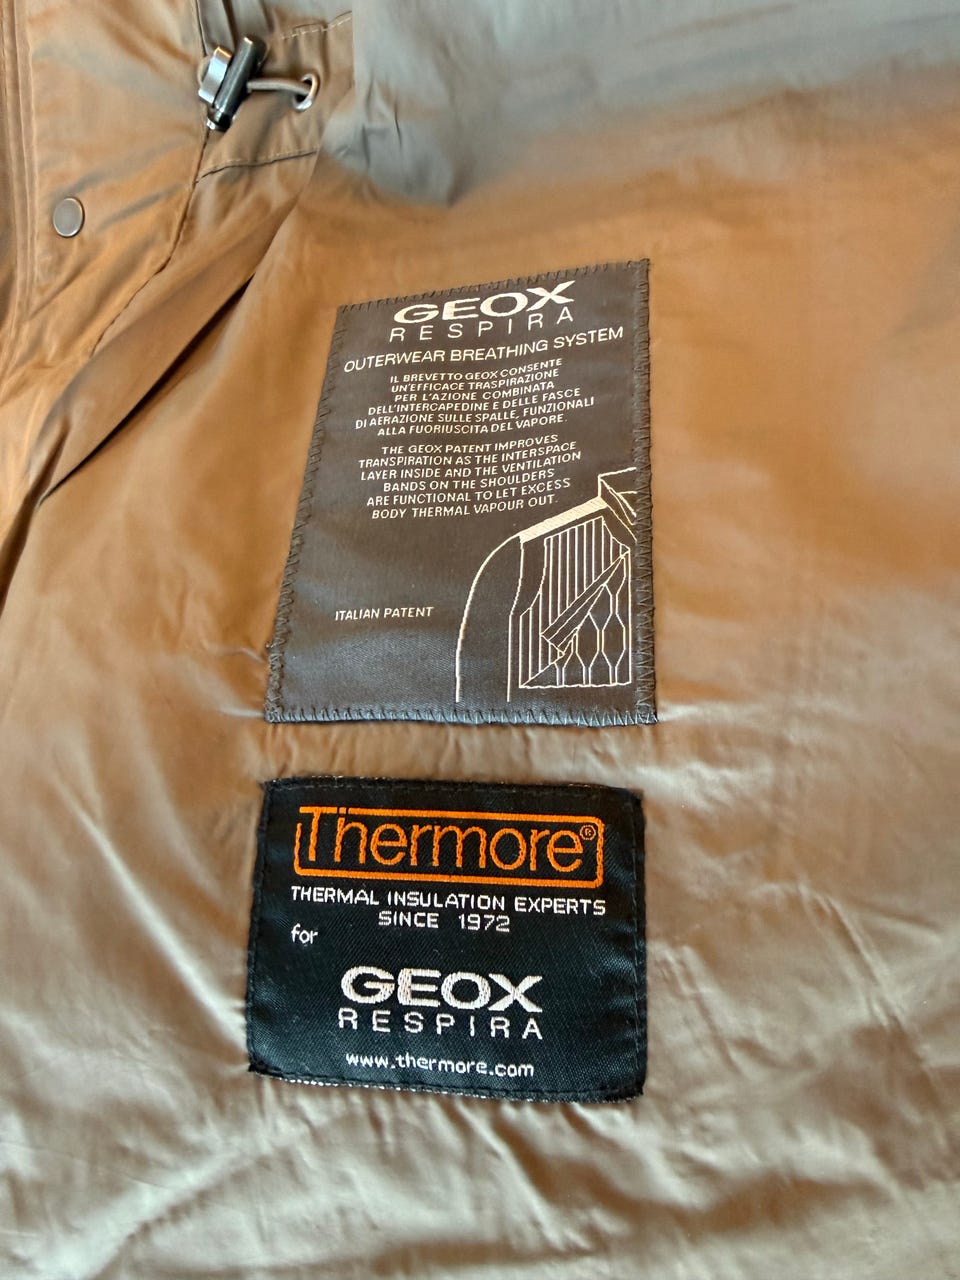 GEOX
RESPIRA
OUTERWEAR BREATHING SYSTEM
IL BREVETTO GEOX CONSENTE
UN'EFFICACE TRASPIRAZIONE
PER L'AZIONE COMBINATA
DELL'INTERCAPEDINE E DELLE FASCE
DI AERAZIONE SULLE SPALLE, FUNZIONALI
ALLA FUORIUSCITA DEL VAPORE.
THE GEOX PATENT IMPROVES
TRANSPIRATION AS THE INTERSPACE
LAYER INSIDE AND THE VENTILATION
BANDS ON THE SHOULDERS
ARE FUNCTIONAL TO LET EXCESS
BODY THERMAL VAPOUR OUT.
ITALIAN PATENT
Thermore®
THERMAL INSULATION EXPERTS
SINCE 1972
for
GEOX
RESPIRA
www.thermore.com